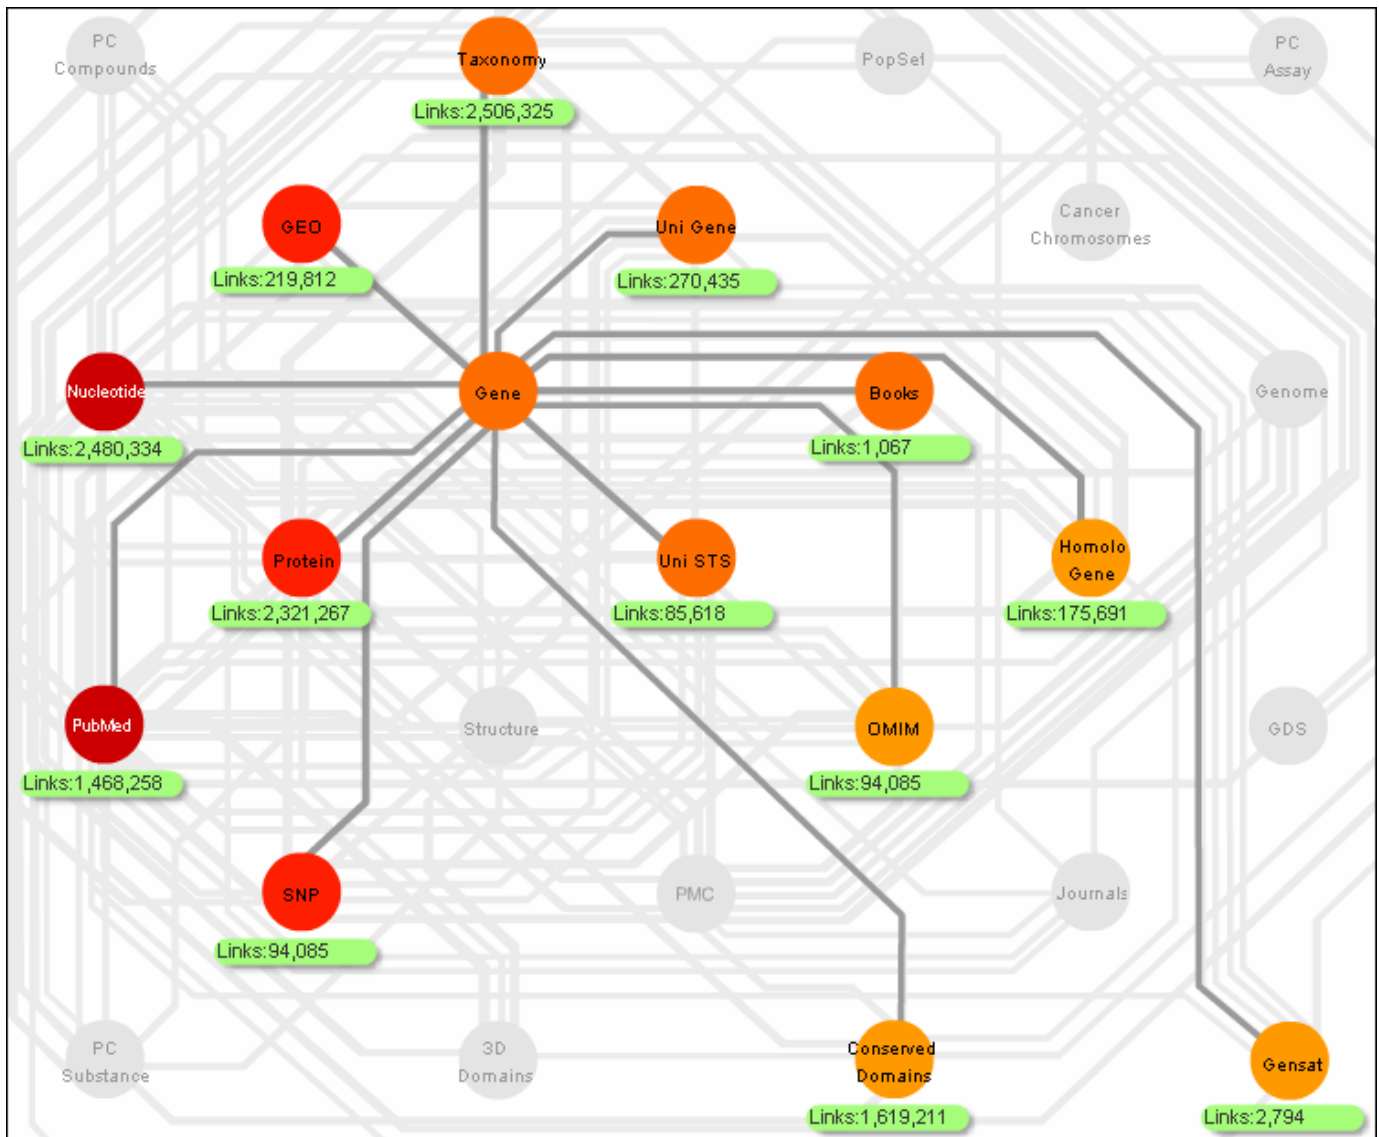 PC
Compounds
Taxonomy
Links:2,506,325
PopSet
PC
Assay
GEO
Links:219,812
Uni Gene
Links:270,435
Cancer
Chromosomes
Nucleotide
Links:2,480,334
Gene
Books
Links:1,067
Genome
Protein
Links:2,321,267
Uni STS
Links:85,618
Homolo
Gene
Links:175,691
PubMed
Links:1,468,258
Structure
OMIM
Links:94,085
GDS
SNP
Links:94,085
PMC
Journals
PC
Substance
3D
Domains
Conserved
Domains
Links:1,619,211
Gensat
Links:2,794